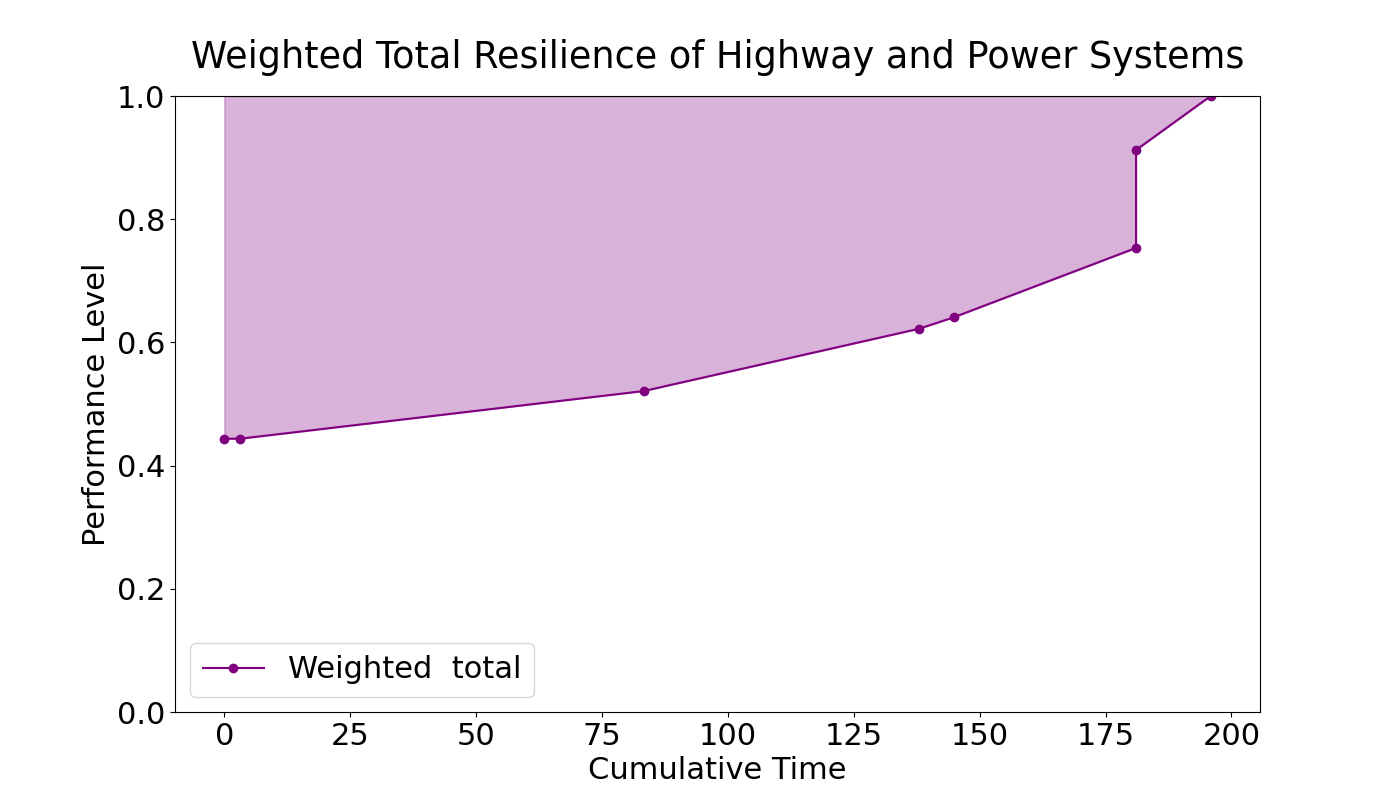 Weighted Total Resilience of Highway and Power Systems
1.0
0.8
0.6
0.4
0.2
0.0
Performance Level
Weighted  total
0 25 50 75 100 125 150 175 200
Cumulative Time